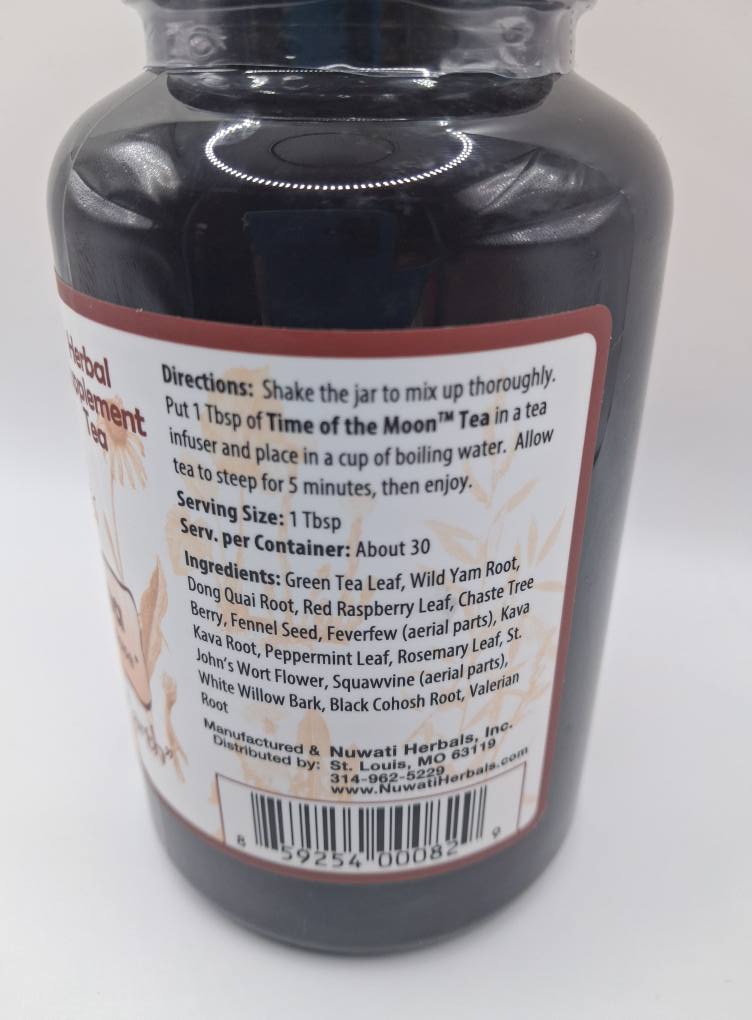 Herbal
Supplement
Tea
Directions: Shake the jar to mix up thoroughly.
Put 1 Tbsp of Time of the Moon™ Tea in a tea
infuser and place in a cup of boiling water. Allow
tea to steep for 5 minutes, then enjoy.
Serving Size: 1 Tbsp
Serv. per Container: About 30
Ingredients: Green Tea Leaf, Wild Yam Root,
Dong Quai Root, Red Raspberry Leaf, Chaste Tree
Berry, Fennel Seed, Feverfew (aerial parts), Kava
Kava Root, Peppermint Leaf, Rosemary Leaf, St.
John's Wort Flower, Squawvine (aerial parts),
White Willow Bark, Black Cohosh Root, Valerian
Root
Manufactured & Nuwati Herbals, Inc.
Distributed by: St. Louis, MO 63119
314-962-5229
www.NuwatiHerbals.com
8 59254 00082 9